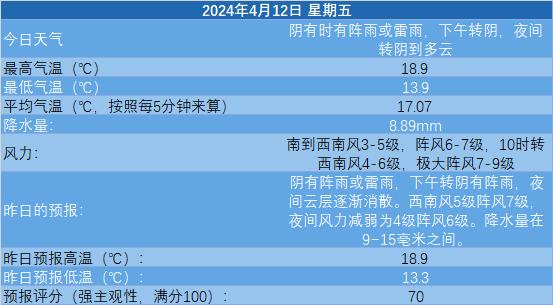 2024年4月12日 星期五
今日天气
阴有时有阵雨或雷雨，下午转阴，夜间
转阴到多云
最高气温（℃）
18.9
最低气温（℃）
13.9
平均气温（℃，按照每5分钟来算）
17.07
降水量：
8.89mm
风力：
南到西南风3-5级，阵风6-7级，10时转
西南风4-6级，极大阵风7-9级
昨日的预报：
阴有阵雨或雷雨，下午转阴有阵雨，夜
间云层逐渐消散。西南风5级阵风7级，
夜间风力减弱为4级阵风6级。降水量在
9-15毫米之间。
昨日预报高温（℃）：
18.9
昨日预报低温（℃）：
13.3
预报评分（强主观性，满分100）：
70